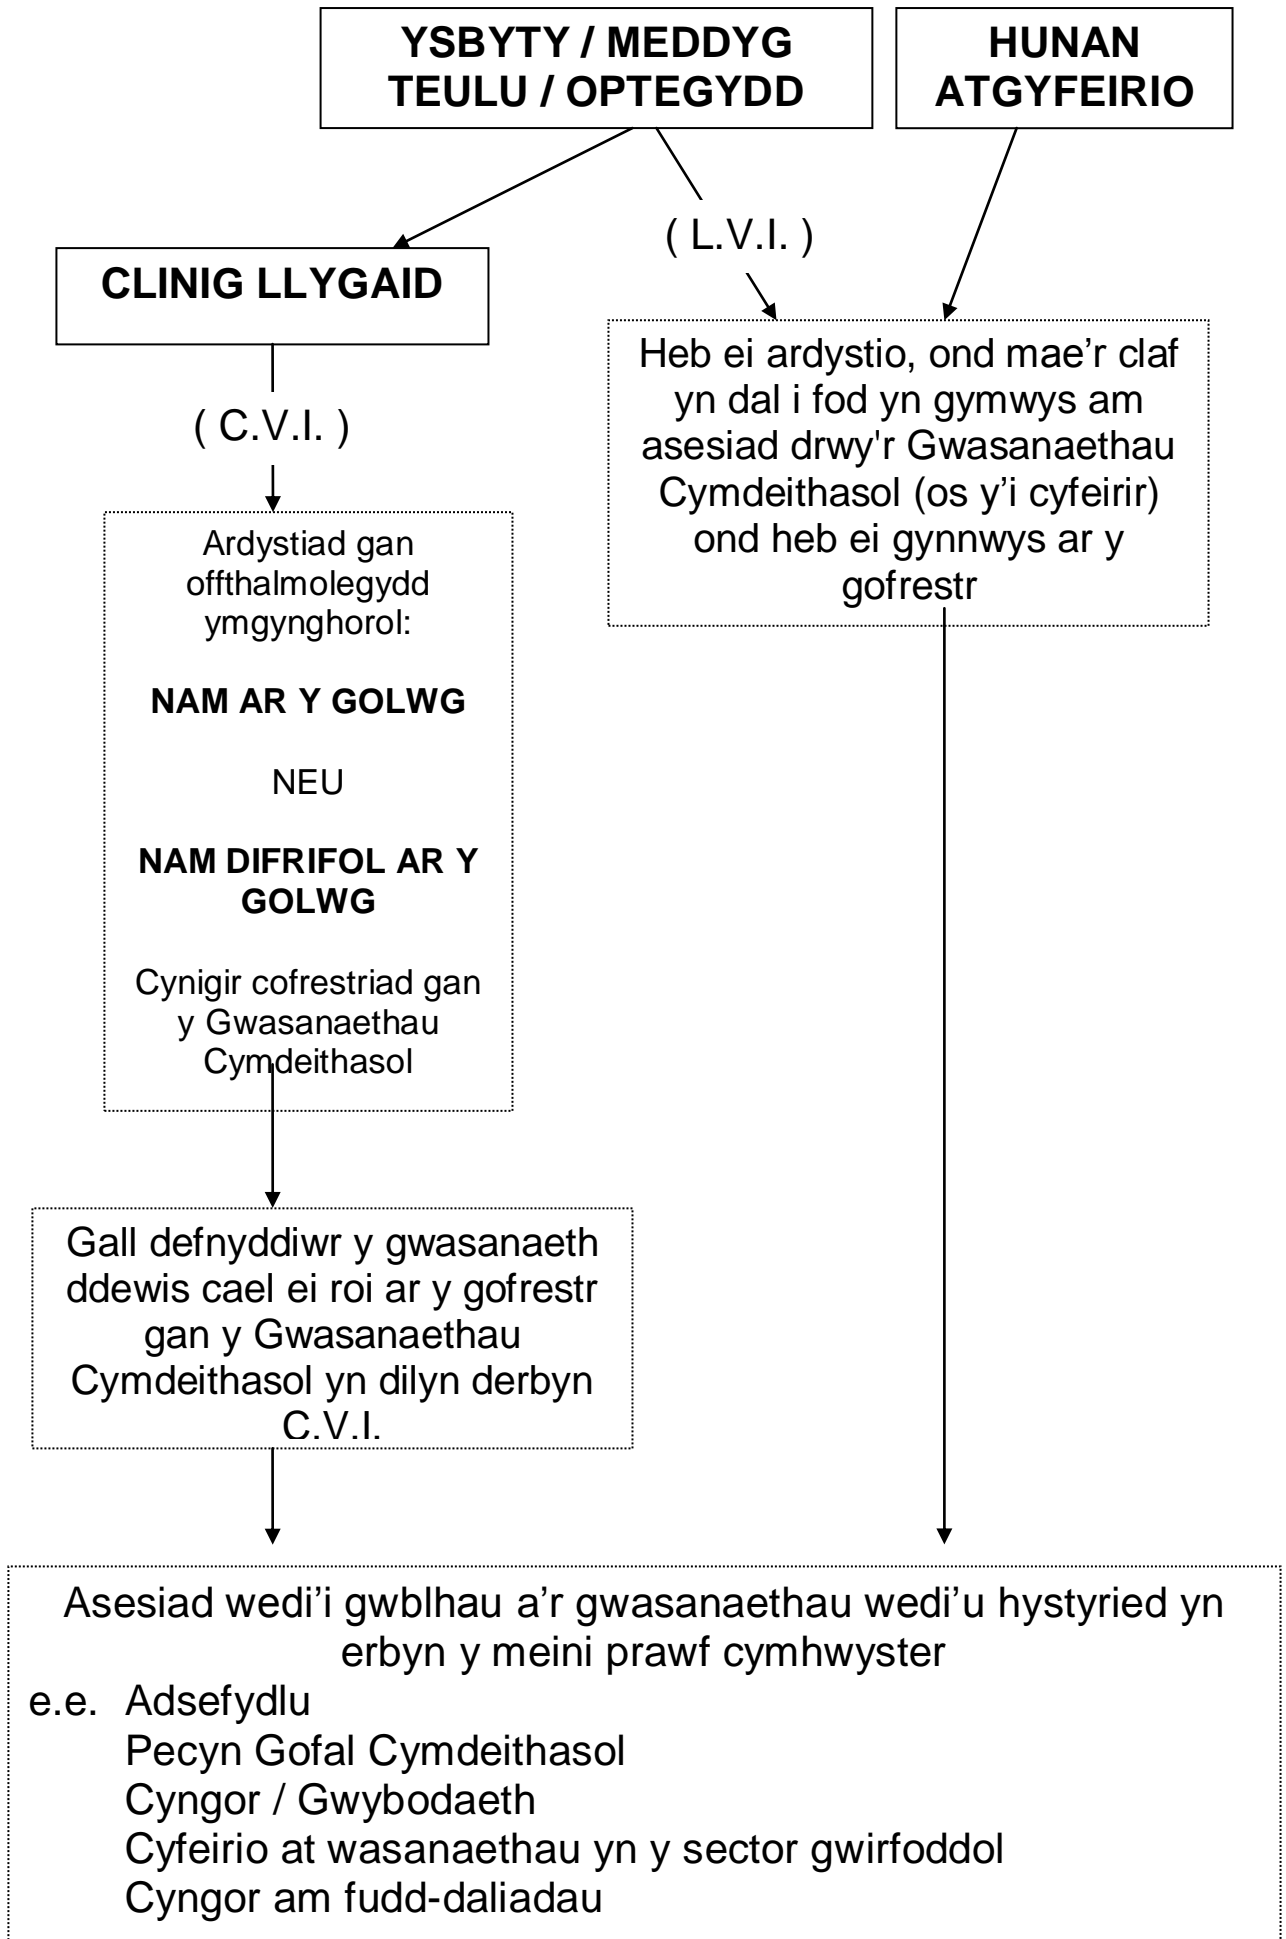 YSBYTY / MEDDYG
TEULU / OPTEGYDD
HUNAN
ATGYFEIRIO
( L.V.I. )
CLINIG LLYGAID
( C.V.I. )
Heb ei ardystio, ond mae’r claf
yn dal i fod yn gymwys am
asesiad drwy'r Gwasanaethau
Cymdeithasol (os y’i cyfeirir)
ond heb ei gynnwys ar y
gofrestr
Ardystiad gan
offthalmolegydd
ymgynghorol:
NAM AR Y GOLWG
NEU
NAM DIFRIFOL AR Y
GOLWG
Cynigir cofrestriad gan
y Gwasanaethau
Cymdeithasol
Gall defnyddiwr y gwasanaeth
ddewis cael ei roi ar y gofrestr
gan y Gwasanaethau
Cymdeithasol yn dilyn derbyn
C.V.I.
Asesiad wedi’i gwblhau a’r gwasanaethau wedi’u hystyried yn
erbyn y meini prawf cymhwyster
e.e. Adsefydlu
Pecyn Gofal Cymdeithasol
Cyngor / Gwybodaeth
Cyfeirio at wasanaethau yn y sector gwirfoddol
Cyngor am fudd-daliadau